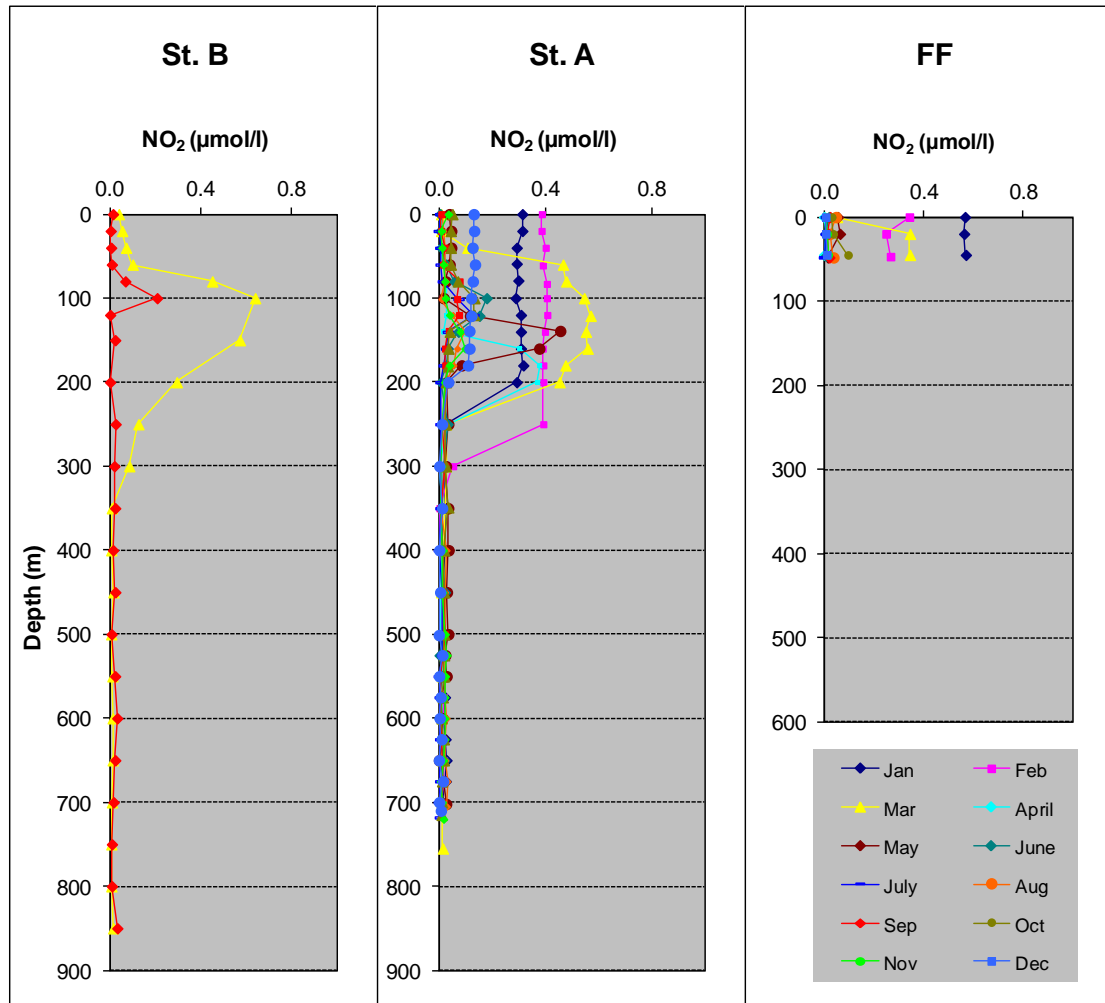 St. B
NO₂ (µmol/l)
0.0 0.4 0.8
0
100
200
300
400
500
600
700
800
900
Depth (m)
St. A
NO₂ (µmol/l)
0.0 0.4 0.8
0
100
200
300
400
500
600
700
800
900
FF
NO₂ (µmol/l)
0.0 0.4 0.8
0
100
200
300
400
500
600
Jan Feb
Mar April
May June
July Aug
Sep Oct
Nov Dec